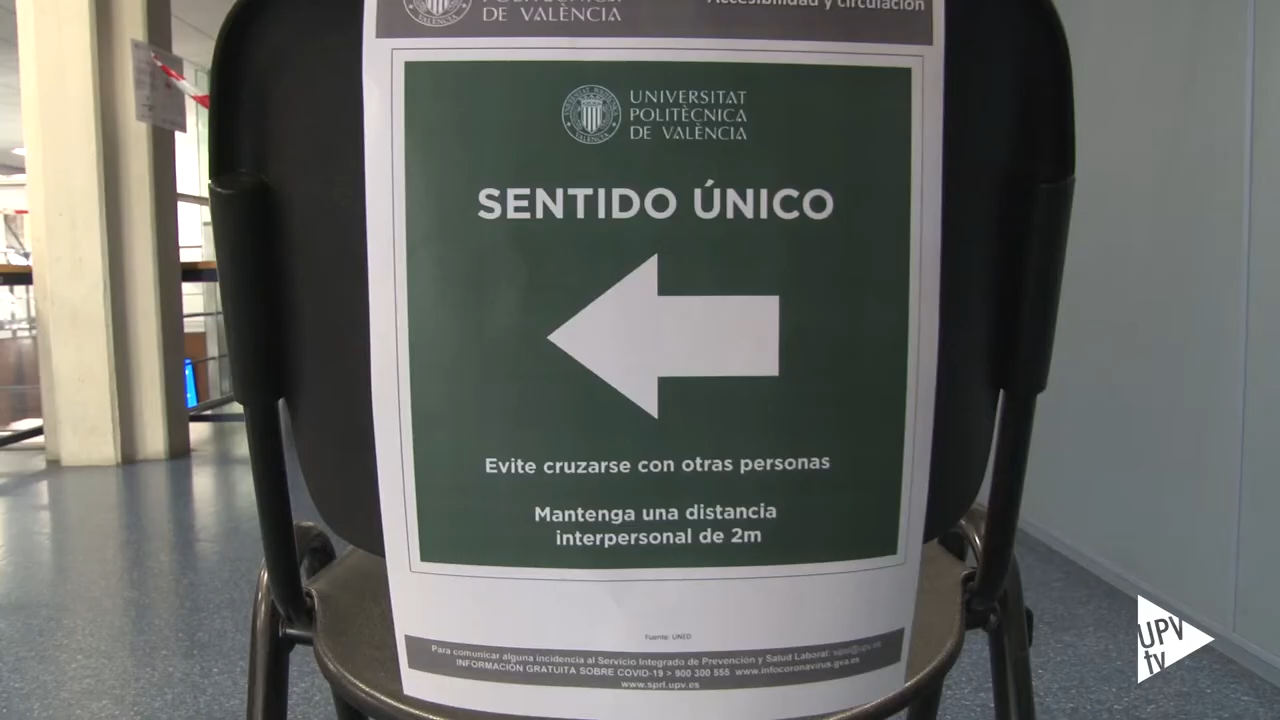 POLITÈCNICA
DE VALÈNCIA
Accesibilidad y circulación
UNIVERSITAT
POLITÈCNICA
DE VALÈNCIA
SENTIDO ÚNICO
Evite cruzarse con otras personas
Mantenga una distancia
interpersonal de 2m
Fuente: UNED
Para comunicar alguna incidencia al Servicio Integrado de Prevención y Salud Laboral:
INFORMACIÓN GRATUITA SOBRE COVID-19 > 900 300 555 www.infocoronavirus.gva.es
www.sprl.upv.es
UPV
tv